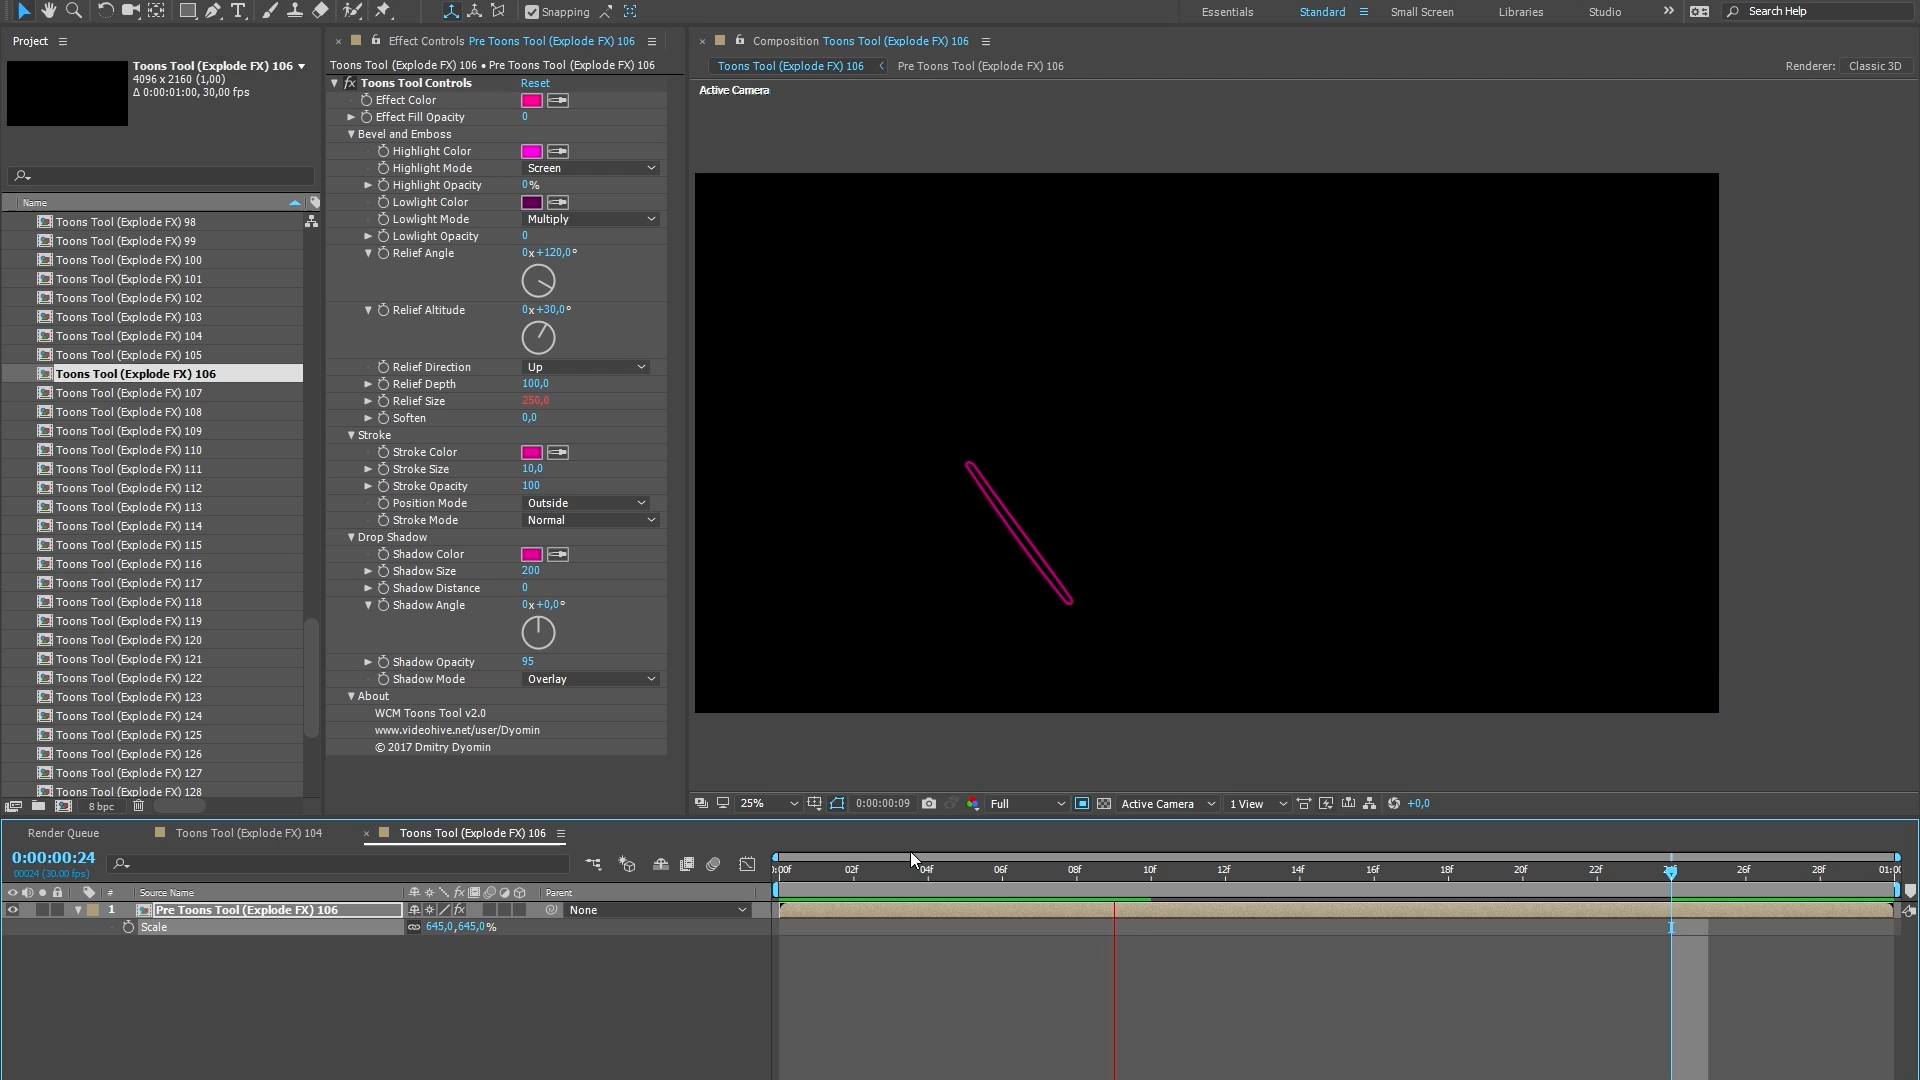 Snapping
Essentials
Standard
Small Screen
Libraries
Studio
Search Help
Project
Toons Tool (Explode FX) 106
4096 x 2160 (1,00)
Δ 0:00:01:00, 30,00 fps
Name
Toons Tool (Explode FX) 98
Toons Tool (Explode FX) 99
Toons Tool (Explode FX) 100
Toons Tool (Explode FX) 101
Toons Tool (Explode FX) 102
Toons Tool (Explode FX) 103
Toons Tool (Explode FX) 104
Toons Tool (Explode FX) 105
Toons Tool (Explode FX) 106
Toons Tool (Explode FX) 107
Toons Tool (Explode FX) 108
Toons Tool (Explode FX) 109
Toons Tool (Explode FX) 110
Toons Tool (Explode FX) 111
Toons Tool (Explode FX) 112
Toons Tool (Explode FX) 113
Toons Tool (Explode FX) 114
Toons Tool (Explode FX) 115
Toons Tool (Explode FX) 116
Toons Tool (Explode FX) 117
Toons Tool (Explode FX) 118
Toons Tool (Explode FX) 119
Toons Tool (Explode FX) 120
Toons Tool (Explode FX) 121
Toons Tool (Explode FX) 122
Toons Tool (Explode FX) 123
Toons Tool (Explode FX) 124
Toons Tool (Explode FX) 125
Toons Tool (Explode FX) 126
Toons Tool (Explode FX) 127
Toons Tool (Explode FX) 128
8 bpc
Effect Controls Pre Toons Tool (Explode FX) 106
Toons Tool (Explode FX) 106 • Pre Toons Tool (Explode FX) 106
fx Toons Tool Controls Reset
Effect Color
Effect Fill Opacity 0
Bevel and Emboss
Highlight Color
Highlight Mode Screen
Highlight Opacity 0%
Lowlight Color
Lowlight Mode Multiply
Lowlight Opacity 0
Relief Angle 0x+120,0°
Relief Altitude 0x+30,0°
Relief Direction Up
Relief Depth 100,0
Relief Size 250,0
Soften 0,0
Stroke
Stroke Color
Stroke Size 10,0
Stroke Opacity 100
Position Mode Outside
Stroke Mode Normal
Drop Shadow
Shadow Color
Shadow Size 200
Shadow Distance 0
Shadow Angle 0x+0,0°
Shadow Opacity 95
Shadow Mode Overlay
About
WCM Toons Tool v2.0
www.videohive.net/user/Dyomin
© 2017 Dmitry Dyomin
Composition Toons Tool (Explode FX) 106
Toons Tool (Explode FX) 106 Pre Toons Tool (Explode FX) 106
Renderer: Classic 3D
Active Camera
25% 0:00:00:09 Full Active Camera 1 View +0,0
Render Queue
Toons Tool (Explode FX) 104
Toons Tool (Explode FX) 106
0:00:00:24
00024 (30.00 fps)
# Source Name fx Parent
1 Pre Toons Tool (Explode FX) 106 fx None
Scale 645,0,645,0%
:00f 02f 04f 06f 08f 10f 12f 14f 16f 18f 20f 22f 26f 28f 01:00